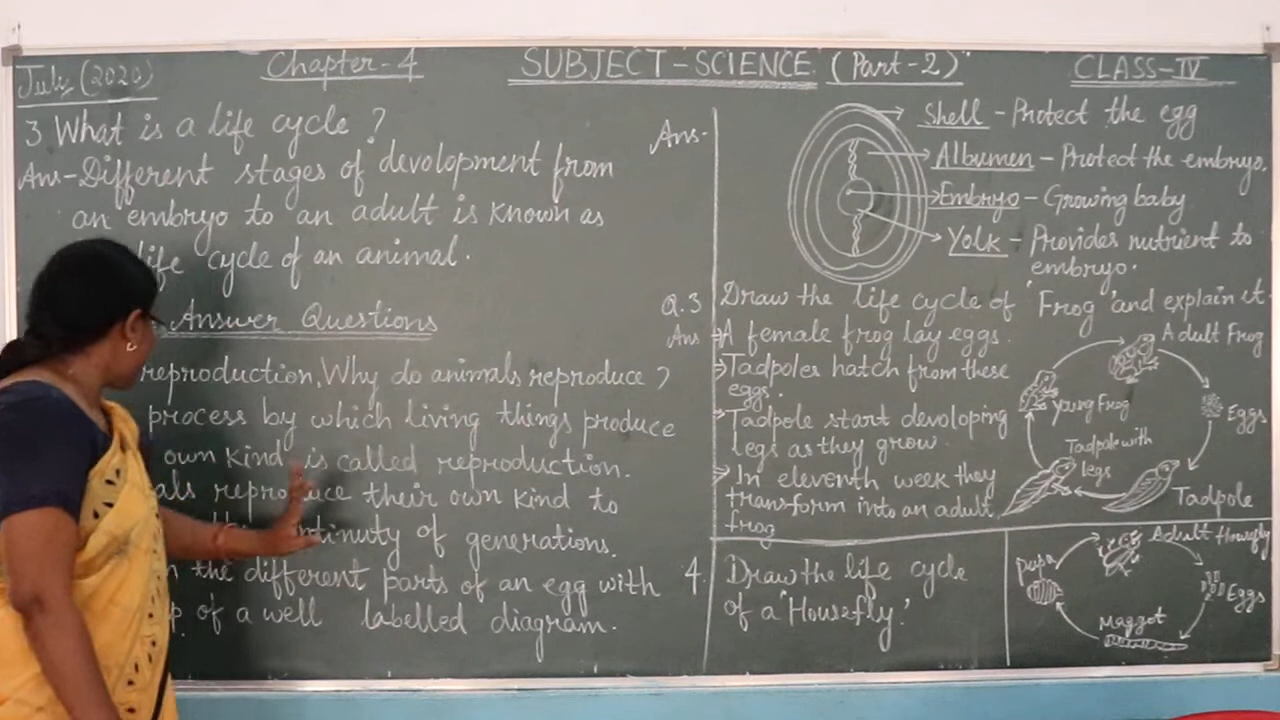 July (2020)
Chapter-4
SUBJECT-SCIENCE (Part-2)
CLASS-IV
3 What is a life cycle?
Ans-Different stages of devolopment from
an embryo to an adult is known as
life cycle of an animal.
Answer Questions
reproduction. Why do animals reproduce?
process by which living things produce
own kind is called reproduction.
reproduce their own kind to
of generations.
the different parts of an egg with
of a well labelled diagram.
Ans-
Shell - Protect the egg
Albumen - Protect the embryo.
Embryo - Growing baby
Yolk - Provides nutrient to
embryo.
Q.3 Draw the life cycle of 'Frog' and explain it.
Ans → A female frog lay eggs.
→ Tadpoles hatch from these
eggs.
→ Tadpole start devoloping
legs as they grow.
→ In eleventh week they
transform into an adult
frog
Adult Frog
Eggs
Tadpole
Tadpole with
legs
Young Frog
4. Draw the life cycle
of a "Housefly".
Adult Housefly
Eggs
Maggot
pupa